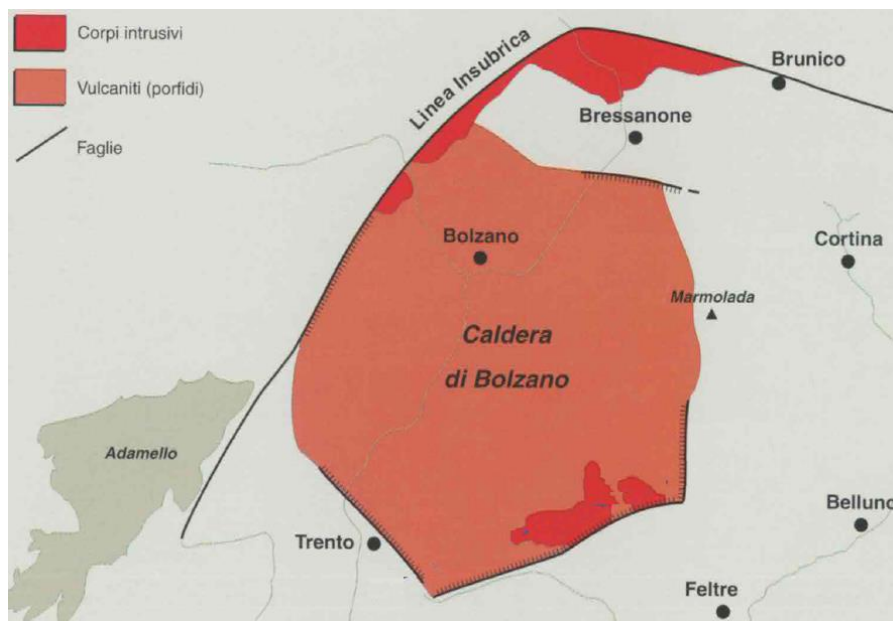 Corpi intrusivi
Vulcaniti (porfidi)
Faglie
Linea Insubrica
Brunico
Bressanone
Bolzano
Cortina
Marmolada
Caldera
di Bolzano
Adamello
Trento
Belluno
Feltre